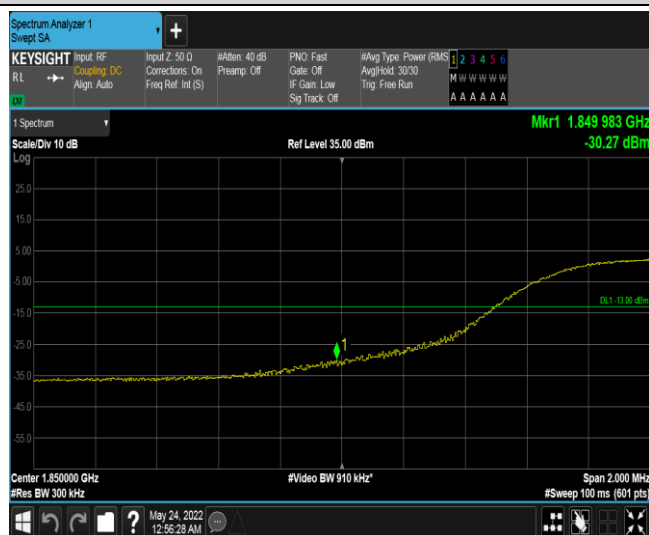 Spectrum Analyzer 1
Swept SA
KEYSIGHT
RL
LXI
Input: RF
Coupling: DC
Align: Auto
Input Z: 50 Ω
Corrections: On
Freq Ref: Int (S)
#Atten: 40 dB
Preamp: Off
PNO: Fast
Gate: Off
IF Gain: Low
Sig Track: Off
#Avg Type: Power (RMS
Avg|Hold: 30/30
Trig: Free Run
1 2 3 4 5 6
M W W W W W
A A A A A A
1 Spectrum
Scale/Div 10 dB
Log
Ref Level 35.00 dBm
Mkr1 1.849 983 GHz
-30.27 dBm
25.0
15.0
5.00
-5.00
DL1 -13.00 dBm
-15.0
-25.0
1
-35.0
-45.0
-55.0
Center 1.850000 GHz
#Res BW 300 kHz
#Video BW 910 kHz*
Span 2.000 MHz
#Sweep 100 ms (601 pts)
?
May 24, 2022
12:56:28 AM